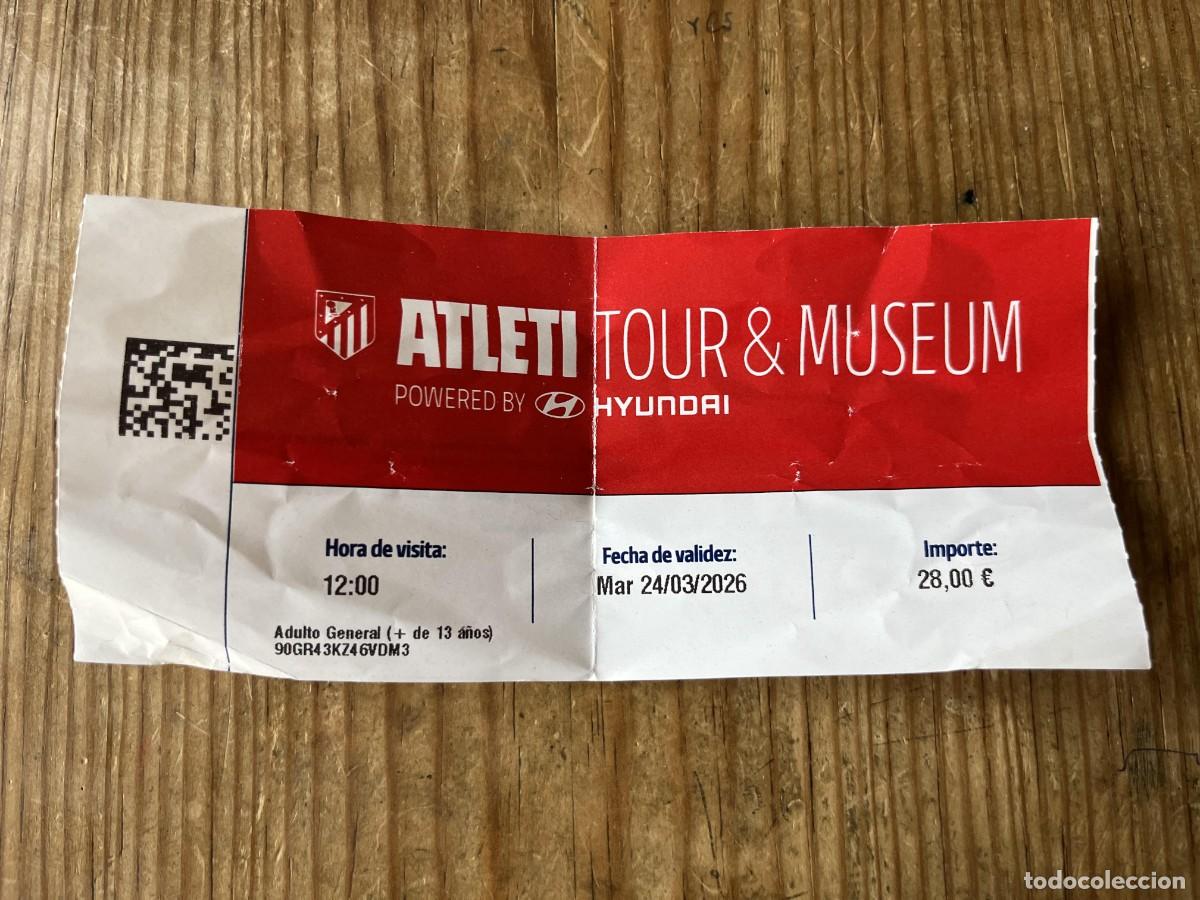 ATLETI TOUR & MUSEUM
POWERED BY HYUNDAI
Hora de visita:
12:00
Fecha de validez:
Mar 24/03/2026
Importe:
28,00 €
Adulto General (+ de 13 años)
90GR43KZ46VDM3
todocoleccion